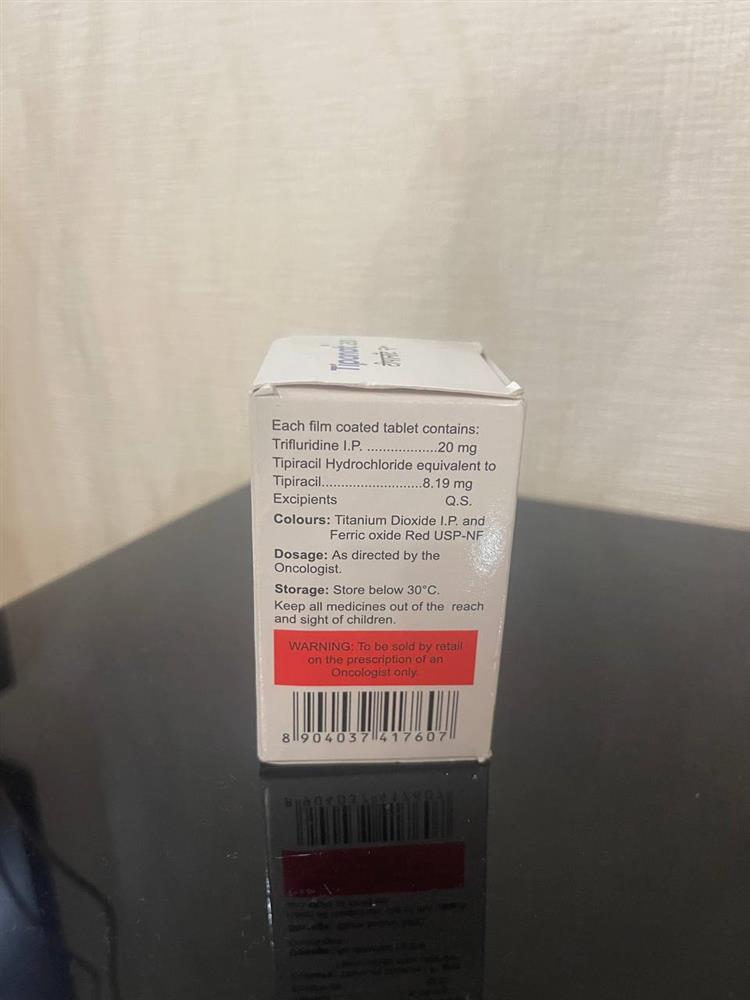 Each film coated tablet contains:
Trifluridine I.P. ..................20 mg
Tipiracil Hydrochloride equivalent to
Tipiracil.........................8.19 mg
Excipients Q.S.
Colours: Titanium Dioxide I.P. and
Ferric oxide Red USP-NF
Dosage: As directed by the
Oncologist.
Storage: Store below 30°C.
Keep all medicines out of the reach
and sight of children.
WARNING: To be sold by retail
on the prescription of an
Oncologist only.
8 904037 417607